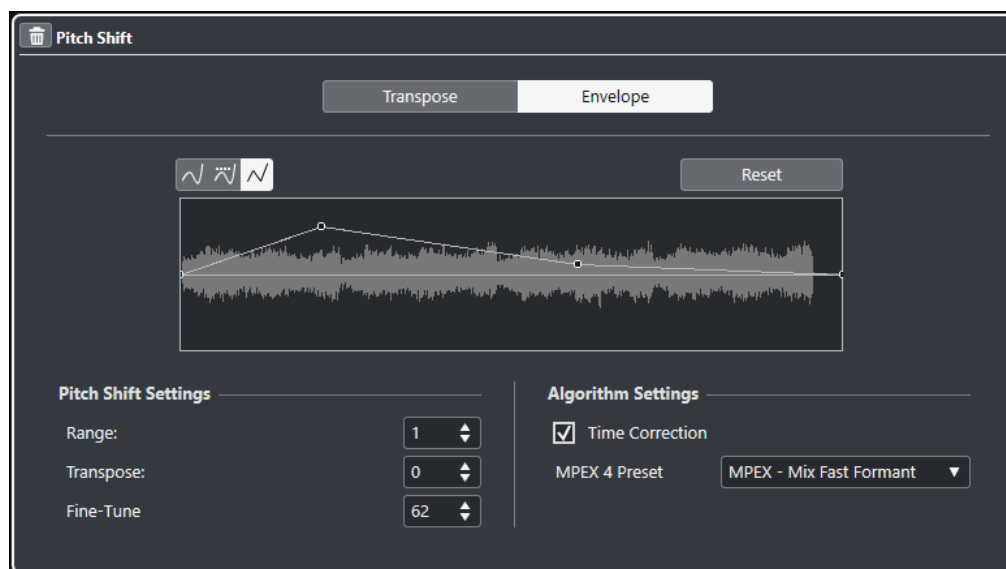 Pitch Shift
Transpose Envelope
Reset
Pitch Shift Settings
Range: 1
Transpose: 0
Fine-Tune 62
Algorithm Settings
Time Correction
MPEX 4 Preset MPEX - Mix Fast Formant